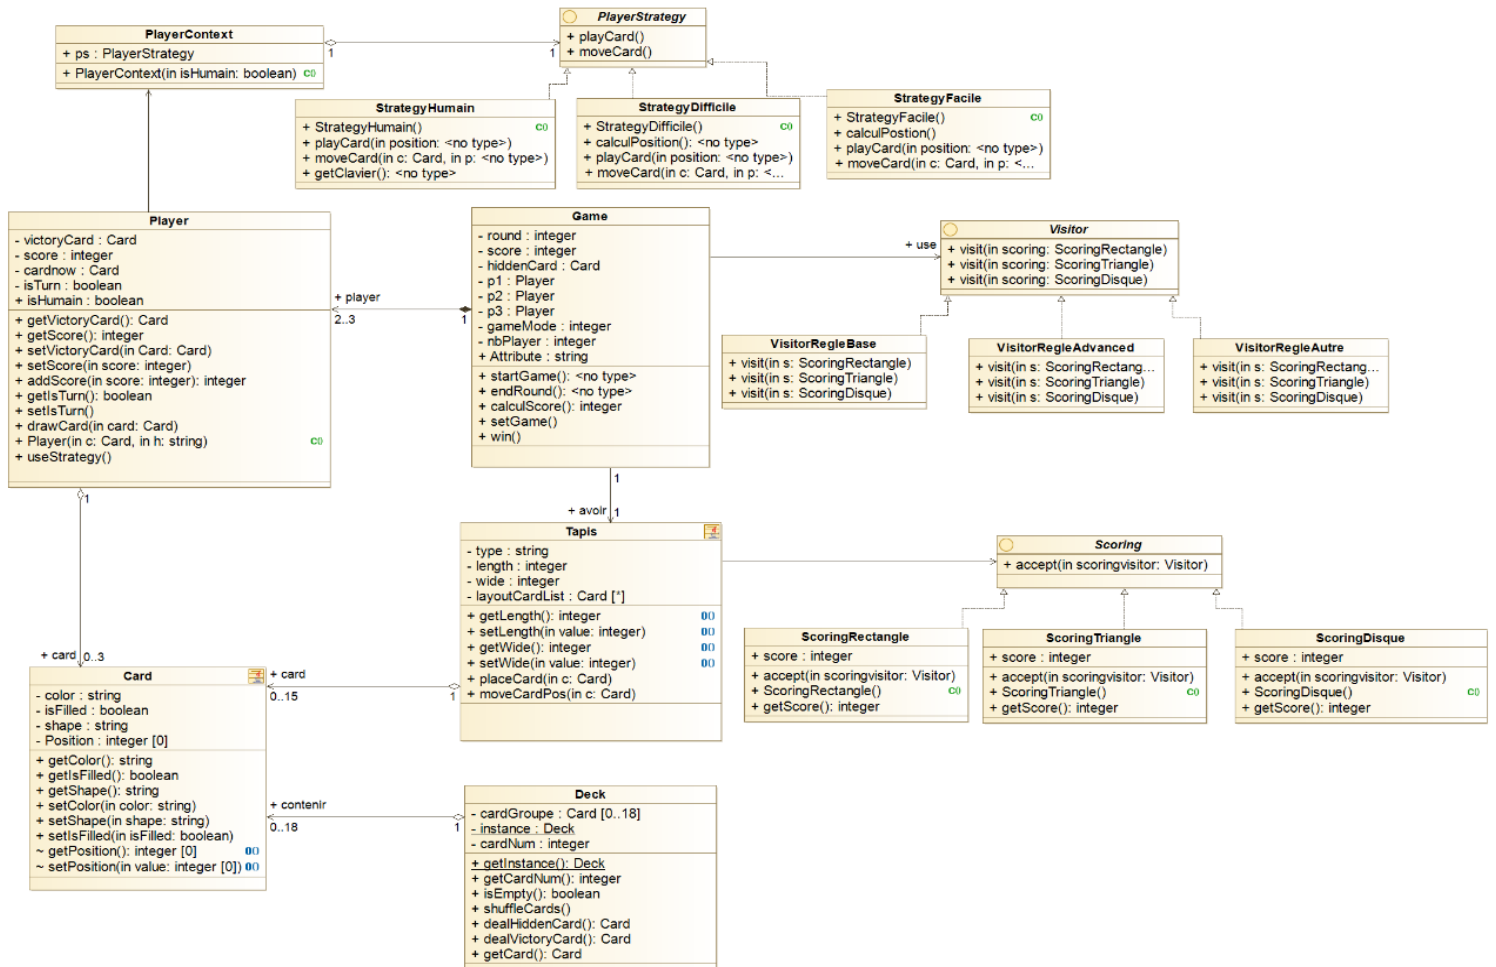 PlayerContext
+ ps : PlayerStrategy
+ PlayerContext(in isHumain: boolean) C()
1
1
PlayerStrategy
+ playCard()
+ moveCard()
StrategyHumain
+ StrategyHumain() C()
+ playCard(in position: <no type>)
+ moveCard(in c: Card, in p: <no type>)
+ getClavier(): <no type>
StrategyDifficile
+ StrategyDifficile() C()
+ calculPosition(): <no type>
+ playCard(in position: <no type>)
+ moveCard(in c: Card, in p: <...
StrategyFacile
+ StrategyFacile() C()
+ calculPostion()
+ playCard(in position: <no type>)
+ moveCard(in c: Card, in p: <...
Player
- victoryCard : Card
- score : integer
- cardnow : Card
- isTurn : boolean
+ isHumain : boolean
+ getVictoryCard(): Card
+ getScore(): integer
+ setVictoryCard(in Card: Card)
+ setScore(in score: integer)
+ addScore(in score: integer): integer
+ getIsTurn(): boolean
+ setIsTurn()
+ drawCard(in card: Card)
+ Player(in c: Card, in h: string) C()
+ useStrategy()
+ player
2..3
1
Game
- round : integer
- score : integer
- hiddenCard : Card
- p1 : Player
- p2 : Player
- p3 : Player
- gameMode : integer
- nbPlayer : integer
+ Attribute : string
+ startGame(): <no type>
+ endRound(): <no type>
+ calculScore(): integer
+ setGame()
+ win()
+ use
Visitor
+ visit(in scoring: ScoringRectangle)
+ visit(in scoring: ScoringTriangle)
+ visit(in scoring: ScoringDisque)
VisitorRegleBase
+ visit(in s: ScoringRectangle)
+ visit(in s: ScoringTriangle)
+ visit(in s: ScoringDisque)
VisitorRegleAdvanced
+ visit(in s: ScoringRectang...
+ visit(in s: ScoringTriangle)
+ visit(in s: ScoringDisque)
VisitorRegleAutre
+ visit(in s: ScoringRectang...
+ visit(in s: ScoringTriangle)
+ visit(in s: ScoringDisque)
1
+ avoir
1
1
+ card
0..3
Tapis
- type : string
- length : integer
- wide : integer
- layoutCardList : Card [*]
+ getLength(): integer 0()
+ setLength(in value: integer) 0()
+ getWide(): integer 0()
+ setWide(in value: integer) 0()
+ placeCard(in c: Card)
+ moveCardPos(in c: Card)
Scoring
+ accept(in scoringvisitor: Visitor)
ScoringRectangle
+ score : integer
+ accept(in scoringvisitor: Visitor)
+ ScoringRectangle() C()
+ getScore(): integer
ScoringTriangle
+ score : integer
+ accept(in scoringvisitor: Visitor)
+ ScoringTriangle() C()
+ getScore(): integer
ScoringDisque
+ score : integer
+ accept(in scoringvisitor: Visitor)
+ ScoringDisque() C()
+ getScore(): integer
Card
- color : string
- isFilled : boolean
- shape : string
- Position : integer [0]
+ getColor(): string
+ getIsFilled(): boolean
+ getShape(): string
+ setColor(in color: string)
+ setShape(in shape: string)
+ setIsFilled(in isFilled: boolean)
~ getPosition(): integer [0] 0()
~ setPosition(in value: integer [0]) 0()
+ card
0..15
1
+ contenir
0..18
1
Deck
- cardGroupe : Card [0..18]
- instance : Deck
- cardNum : integer
+ getInstance(): Deck
+ getCardNum(): integer
+ isEmpty(): boolean
+ shuffleCards()
+ dealHiddenCard(): Card
+ dealVictoryCard(): Card
+ getCard(): Card